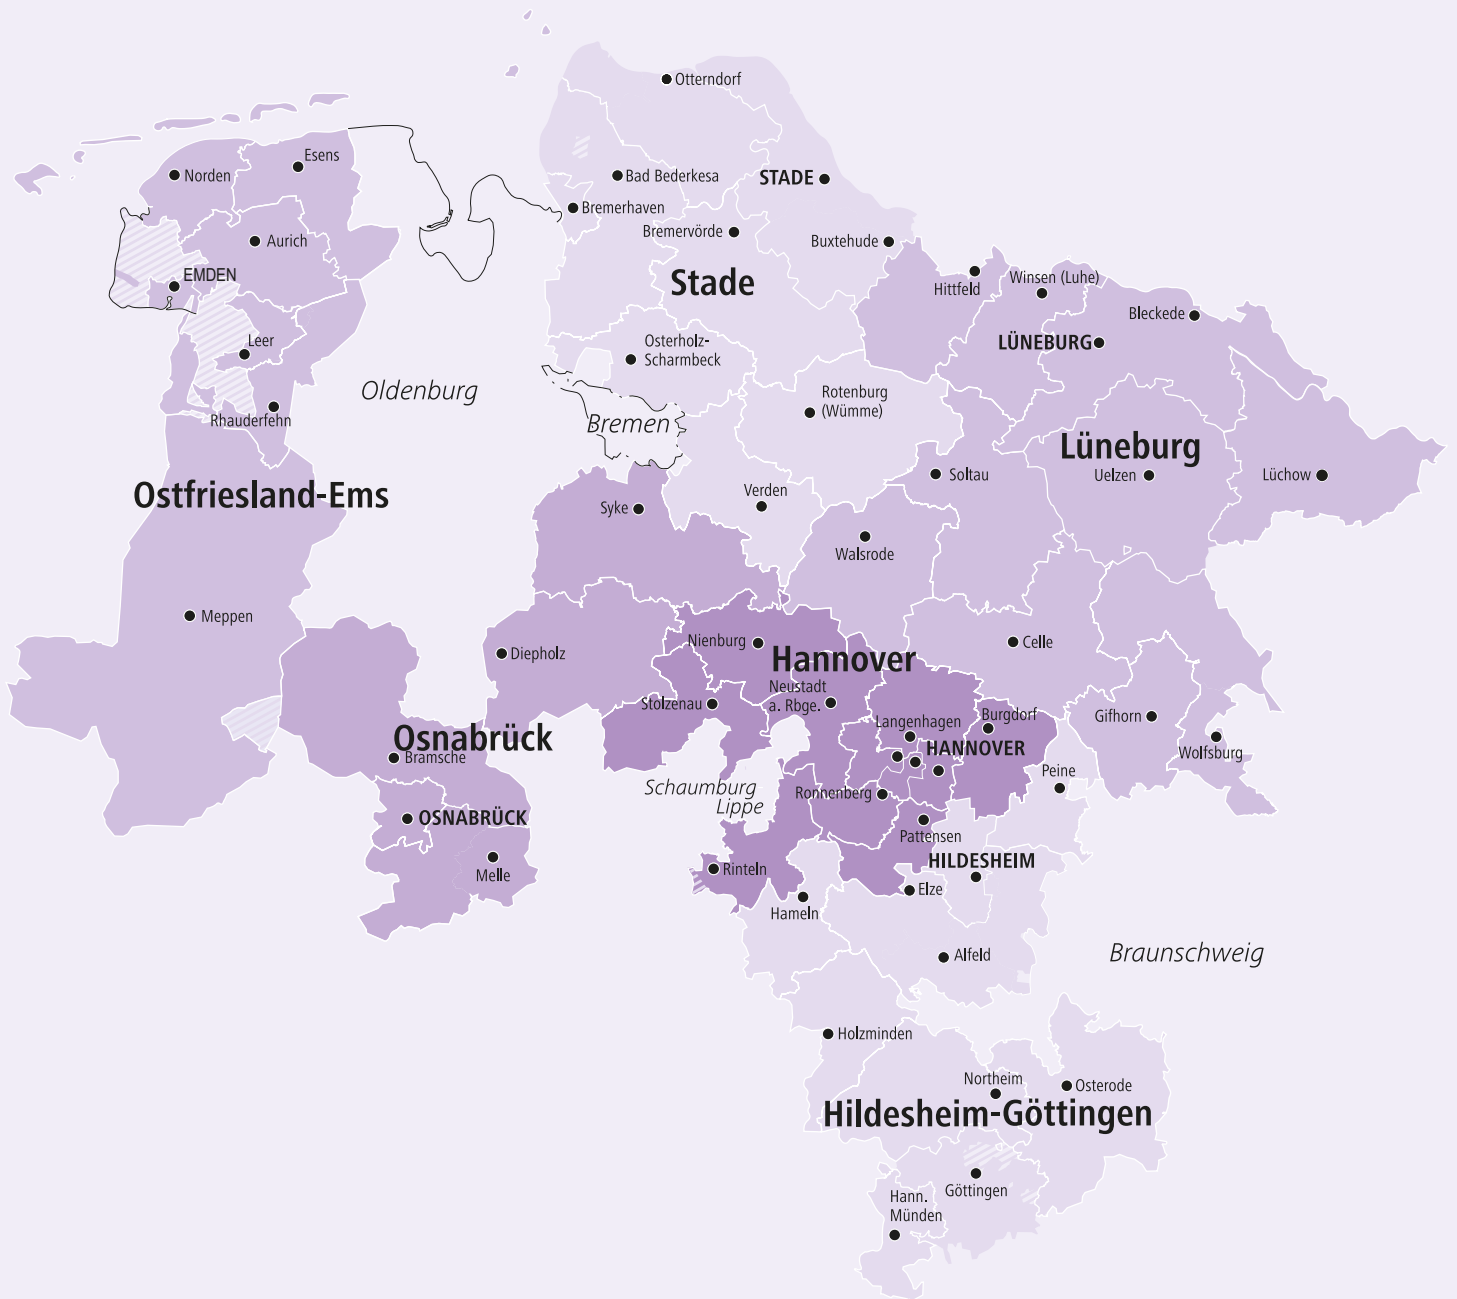 Otterndorf
Esens
Norden
Bad Bederkesa
STADE
Bremerhaven
Bremervörde
Aurich
Buxtehude
EMDEN
Stade
Hittfeld
Winsen (Luhe)
Bleckede
Leer
Osterholz-
Scharmbeck
LÜNEBURG
Oldenburg
Rotenburg
(Wümme)
Rhauderfehn
Bremen
Lüneburg
Ostfriesland-Ems
Soltau
Uelzen
Lüchow
Verden
Syke
Walsrode
Meppen
Nienburg
Celle
Diepholz
Hannover
Neustadt
a. Rbge.
Stolzenau
Langenhagen
Burgdorf
Gifhorn
Osnabrück
HANNOVER
Wolfsburg
Bramsche
Peine
Schaumburg
Lippe
Ronnenberg
OSNABRÜCK
Pattensen
HILDESHEIM
Melle
Rinteln
Elze
Hameln
Alfeld
Braunschweig
Holzminden
Northeim
Osterode
Hildesheim-Göttingen
Göttingen
Hann.
Münden